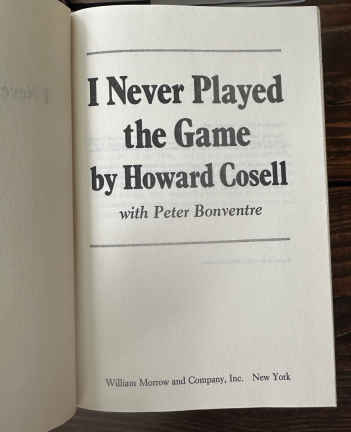 I Never Played
the Game
by Howard Cosell
with Peter Bonventre
William Morrow and Company, Inc. New York